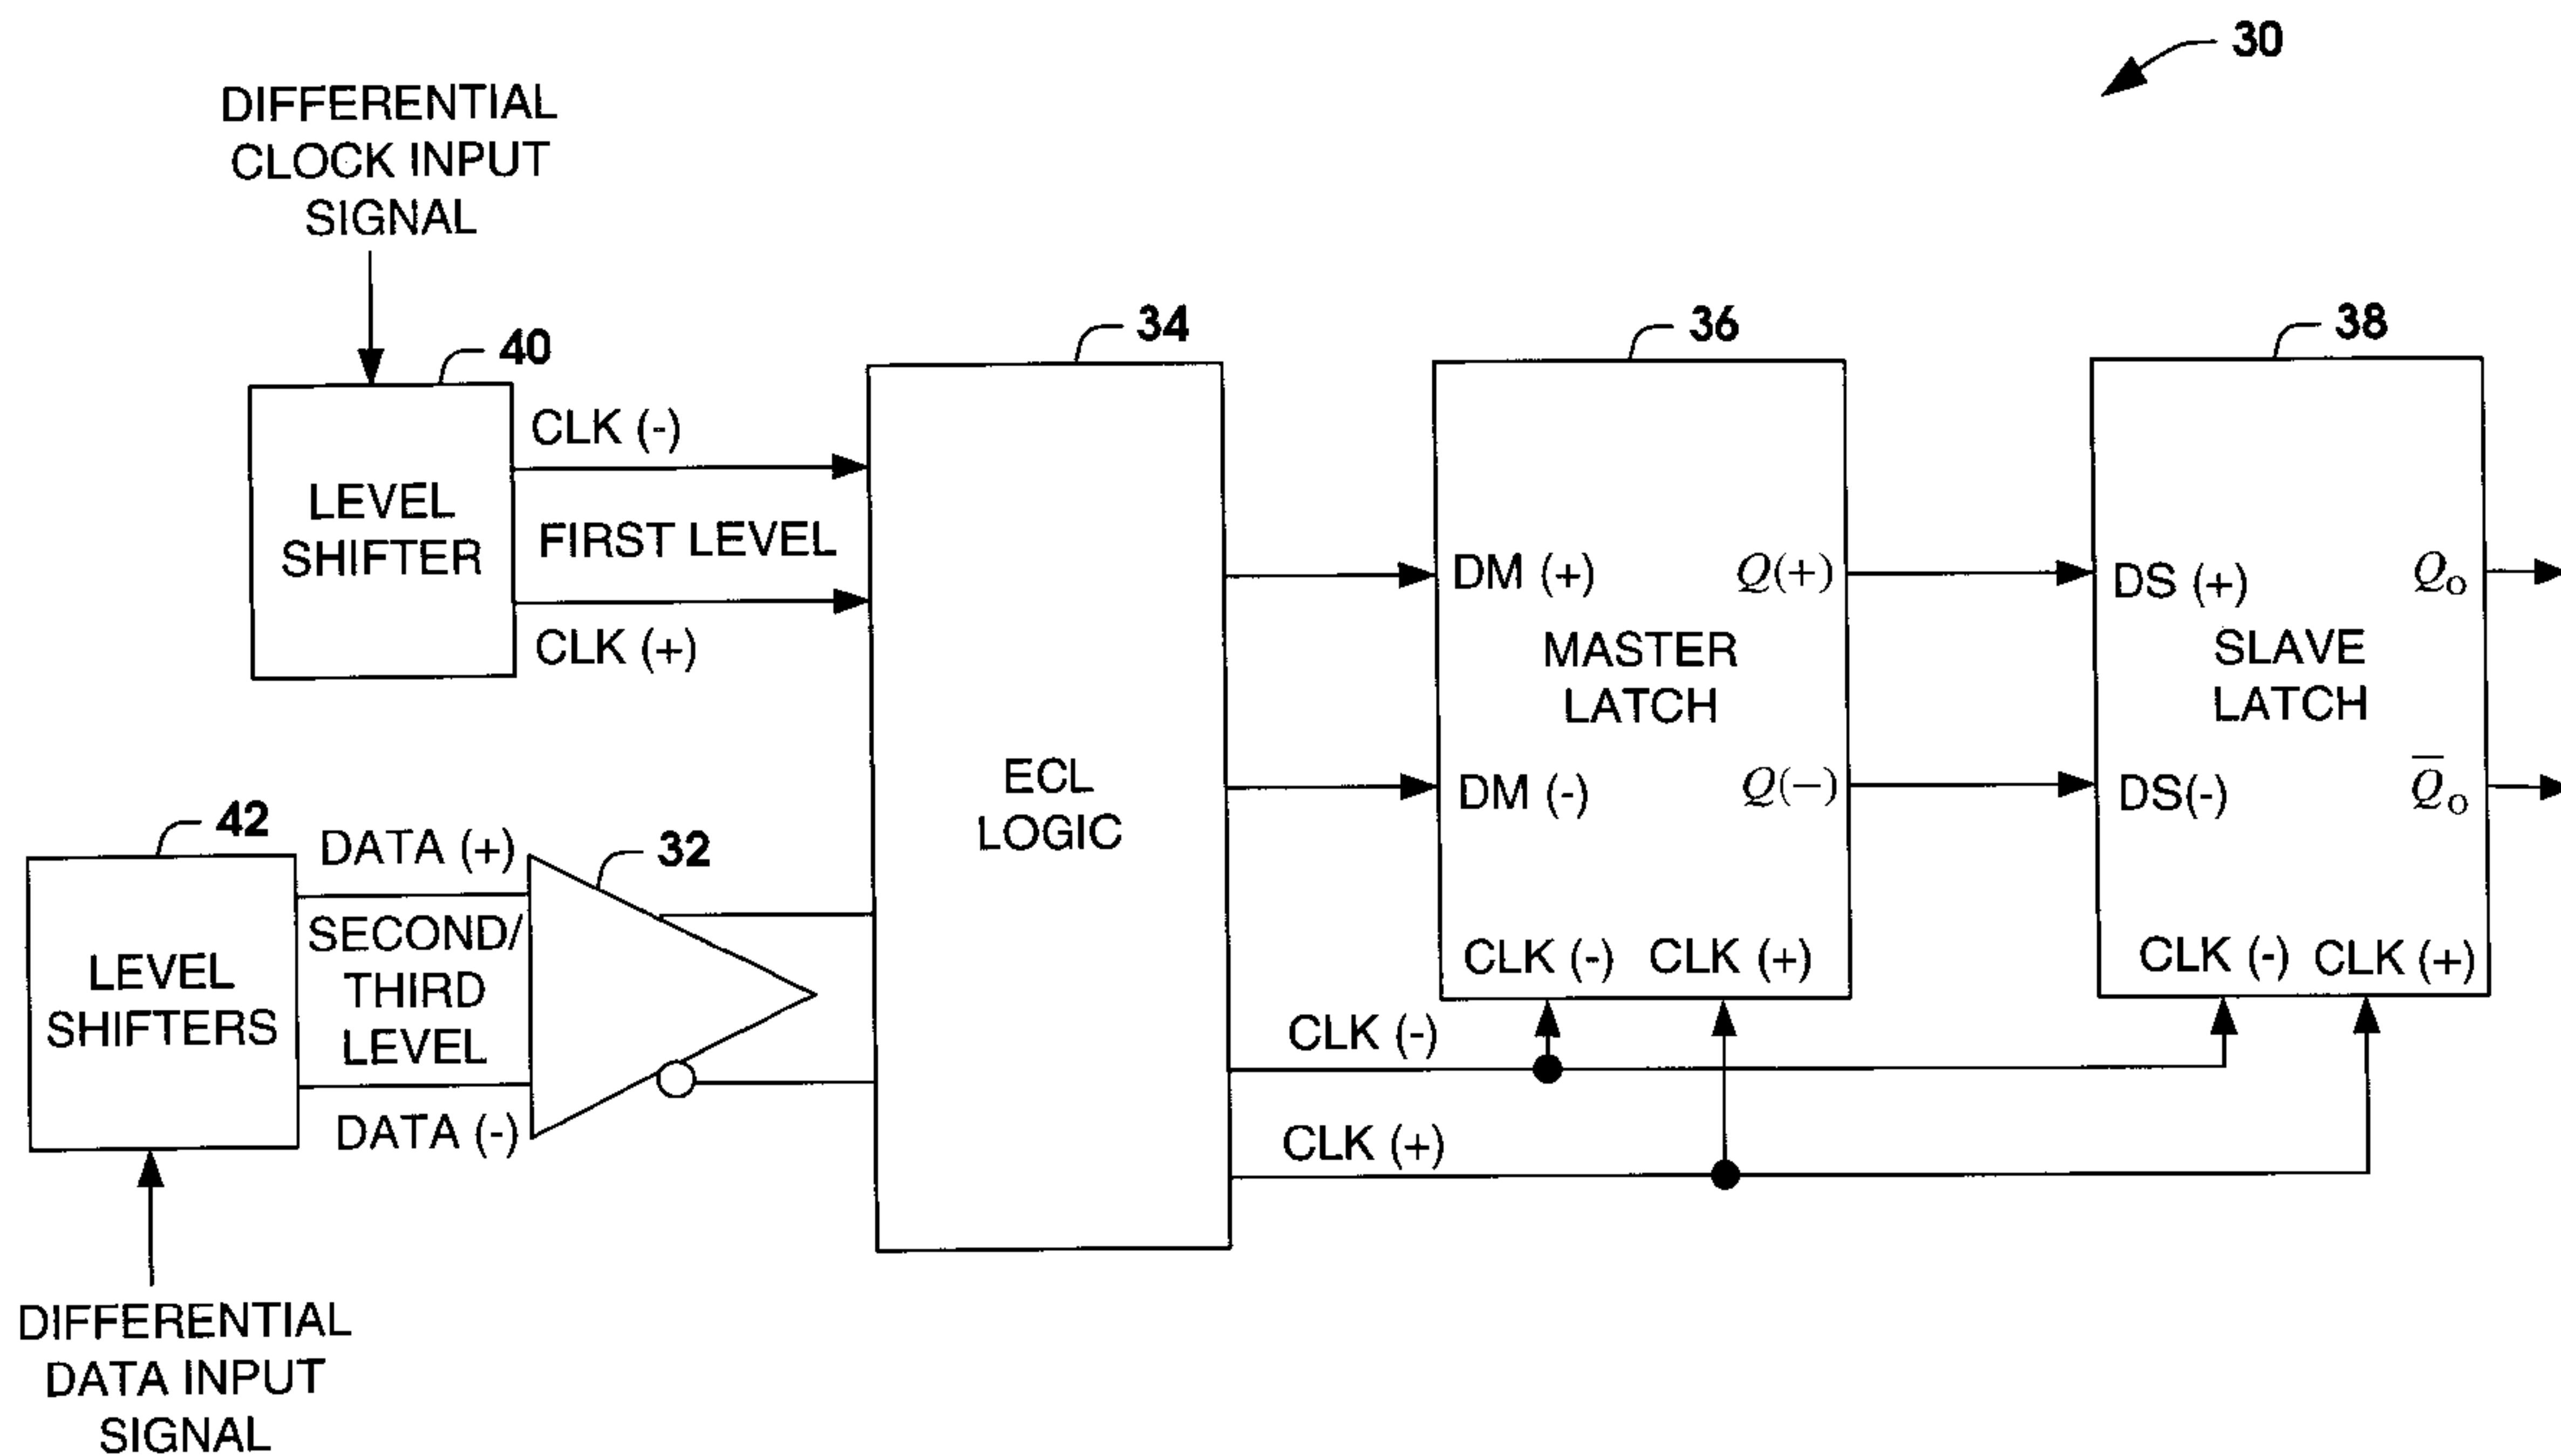 30
DIFFERENTIAL
CLOCK INPUT
SIGNAL
40
LEVEL
SHIFTER
CLK (-)
FIRST LEVEL
CLK (+)
34
ECL
LOGIC
36
DM (+)
Q(+)
MASTER
LATCH
DM (-)
Q(−)
CLK (-)
CLK (+)
38
DS (+)
Q₀
SLAVE
LATCH
DS(-)
Q̅₀
CLK (-)
CLK (+)
42
LEVEL
SHIFTERS
DATA (+)
SECOND/
THIRD
LEVEL
DATA (-)
32
CLK (-)
CLK (+)
DIFFERENTIAL
DATA INPUT
SIGNAL